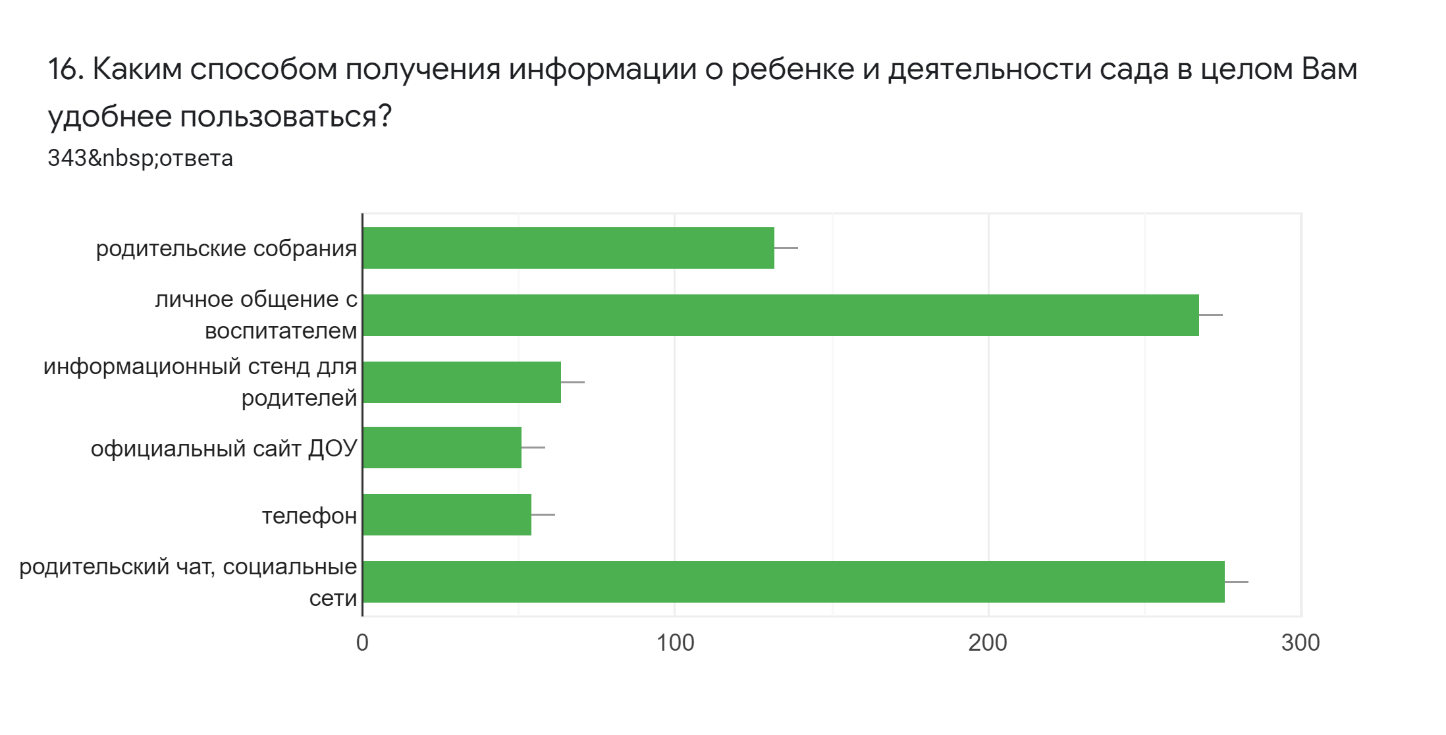 16. Каким способом получения информации о ребенке и деятельности сада в целом Вам
удобнее пользоваться?
343&nbsp;ответа
родительские собрания
личное общение с
воспитателем
информационный стенд для
родителей
официальный сайт ДОУ
телефон
родительский чат, социальные
сети
0 100 200 300